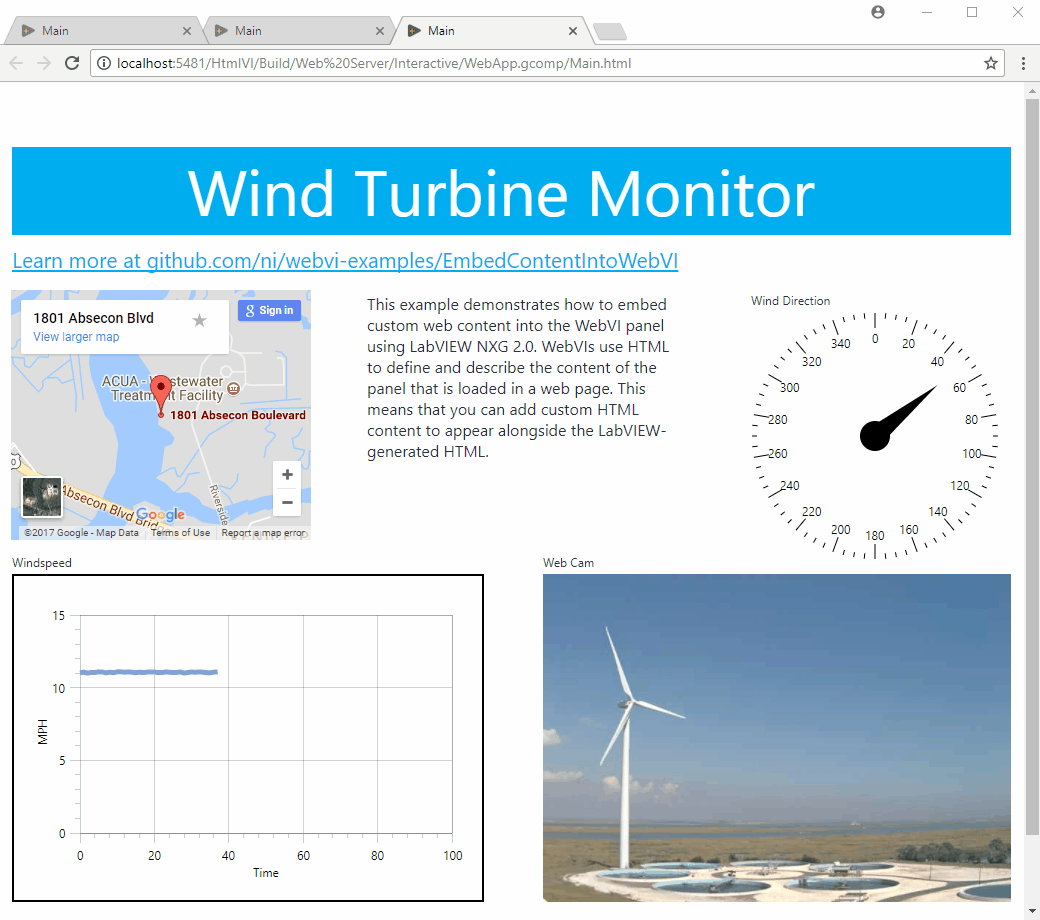 Main
Main
Main
localhost:5481/HtmlVI/Build/Web%20Server/Interactive/WebApp.gcomp/Main.html
Wind Turbine Monitor
Learn more at github.com/ni/webvi-examples/EmbedContentIntoWebVI
1801 Absecon Blvd
View larger map
Sign in
ACUA - Wastewater
Treatment Facility
1801 Absecon Boulevard
Absecon Blvd Bridge
Riverside
Google
+
−
©2017 Google - Map Data
Terms of Use
Report a map error
This example demonstrates how to embed
custom web content into the WebVI panel
using LabVIEW NXG 2.0. WebVIs use HTML
to define and describe the content of the
panel that is loaded in a web page. This
means that you can add custom HTML
content to appear alongside the LabVIEW-
generated HTML.
Wind Direction
0
20
40
60
80
100
120
140
160
180
200
220
240
260
280
300
320
340
Windspeed
15
10
5
0
MPH
0 20 40 60 80 100
Time
Web Cam